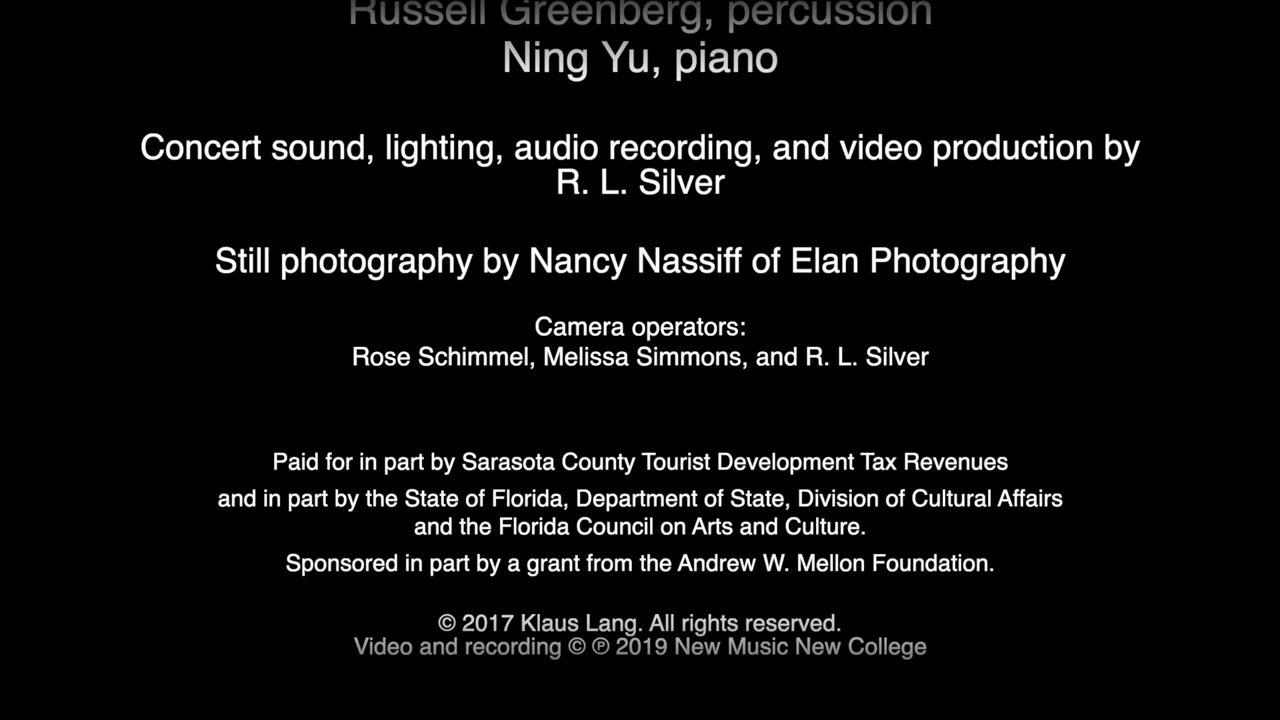 Russell Greenberg, percussion
Ning Yu, piano
Concert sound, lighting, audio recording, and video production by
R. L. Silver
Still photography by Nancy Nassiff of Elan Photography
Camera operators:
Rose Schimmel, Melissa Simmons, and R. L. Silver
Paid for in part by Sarasota County Tourist Development Tax Revenues
and in part by the State of Florida, Department of State, Division of Cultural Affairs
and the Florida Council on Arts and Culture.
Sponsored in part by a grant from the Andrew W. Mellon Foundation.
© 2017 Klaus Lang. All rights reserved.
Video and recording © ℗ 2019 New Music New College